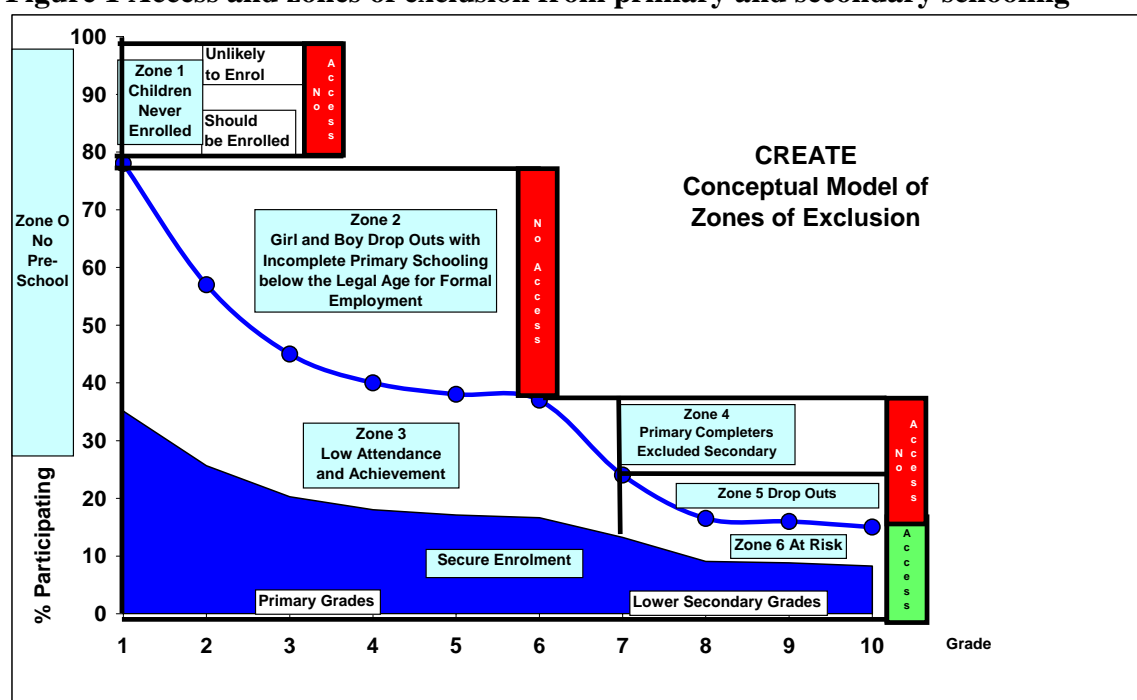 Figure 1 Access and zones of exclusion from primary and secondary schooling
CREATE
Conceptual Model of
Zones of Exclusion
% Participating
100
90
80
70
60
50
40
30
20
10
0
Zone O
No
Pre-
School
Zone 1
Children
Never
Enrolled
Unlikely
to Enrol
Should
be Enrolled
No Access
Zone 2
Girl and Boy Drop Outs with
Incomplete Primary Schooling
below the Legal Age for Formal
Employment
No Access
Zone 3
Low Attendance
and Achievement
Zone 4
Primary Completers
Excluded Secondary
No Access
Zone 5 Drop Outs
Zone 6 At Risk
Access
Secure Enrolment
Primary Grades
Lower Secondary Grades
1 2 3 4 5 6 7 8 9 10
Grade